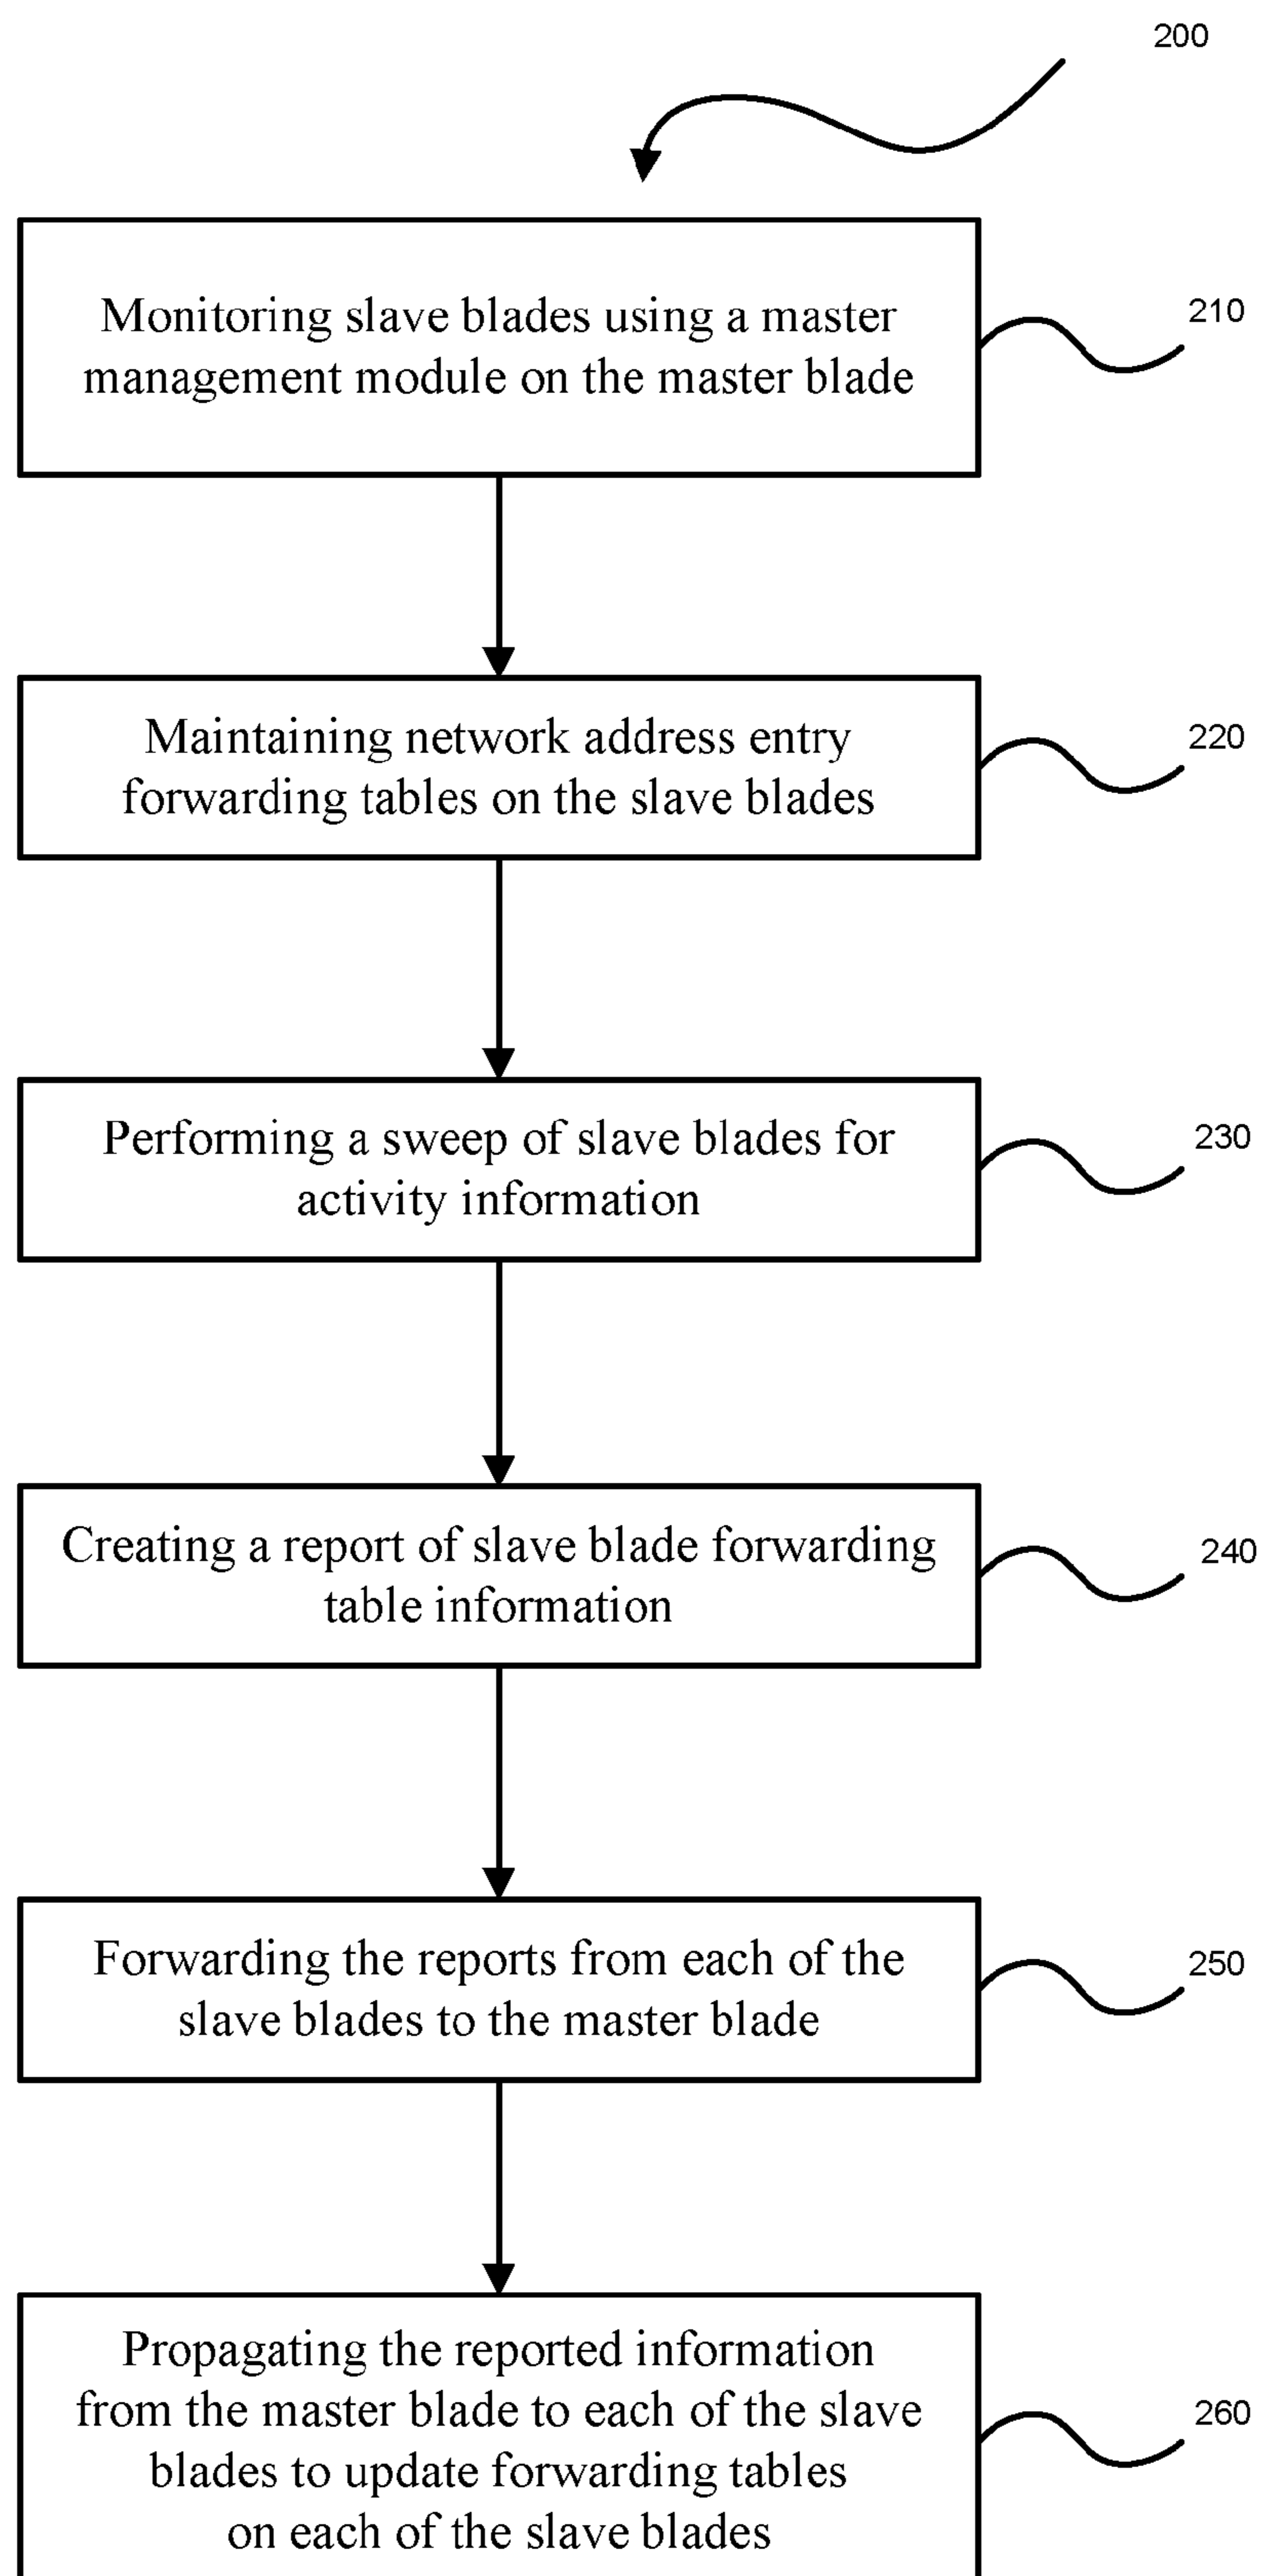 200
Monitoring slave blades using a master
management module on the master blade
210
Maintaining network address entry
forwarding tables on the slave blades
220
Performing a sweep of slave blades for
activity information
230
Creating a report of slave blade forwarding
table information
240
Forwarding the reports from each of the
slave blades to the master blade
250
Propagating the reported information
from the master blade to each of the slave
blades to update forwarding tables
on each of the slave blades
260